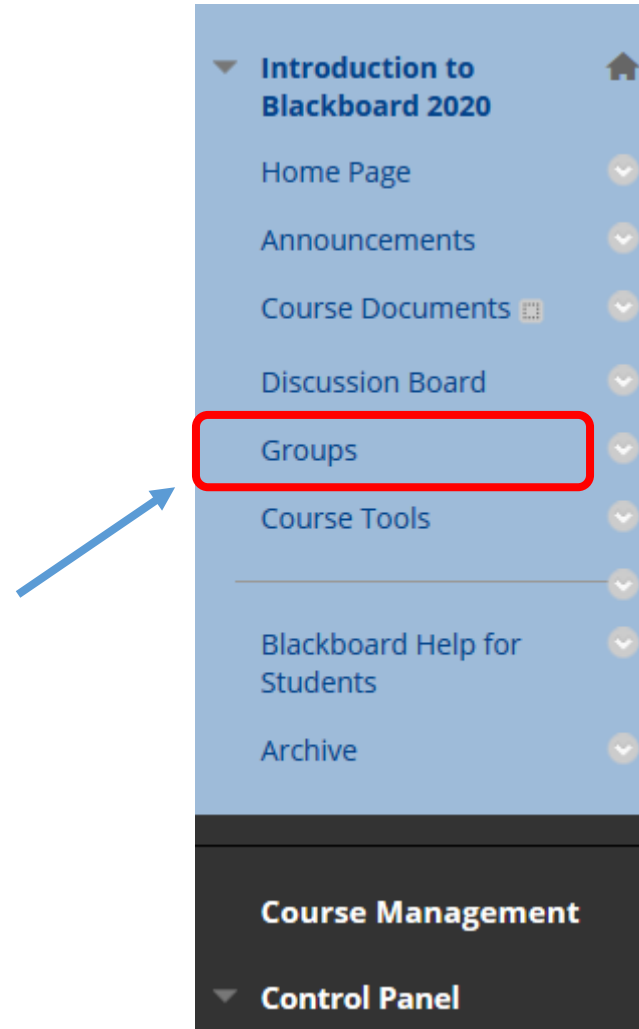 Introduction to
Blackboard 2020
Home Page
Announcements
Course Documents
Discussion Board
Groups
Course Tools
Blackboard Help for
Students
Archive
Course Management
Control Panel